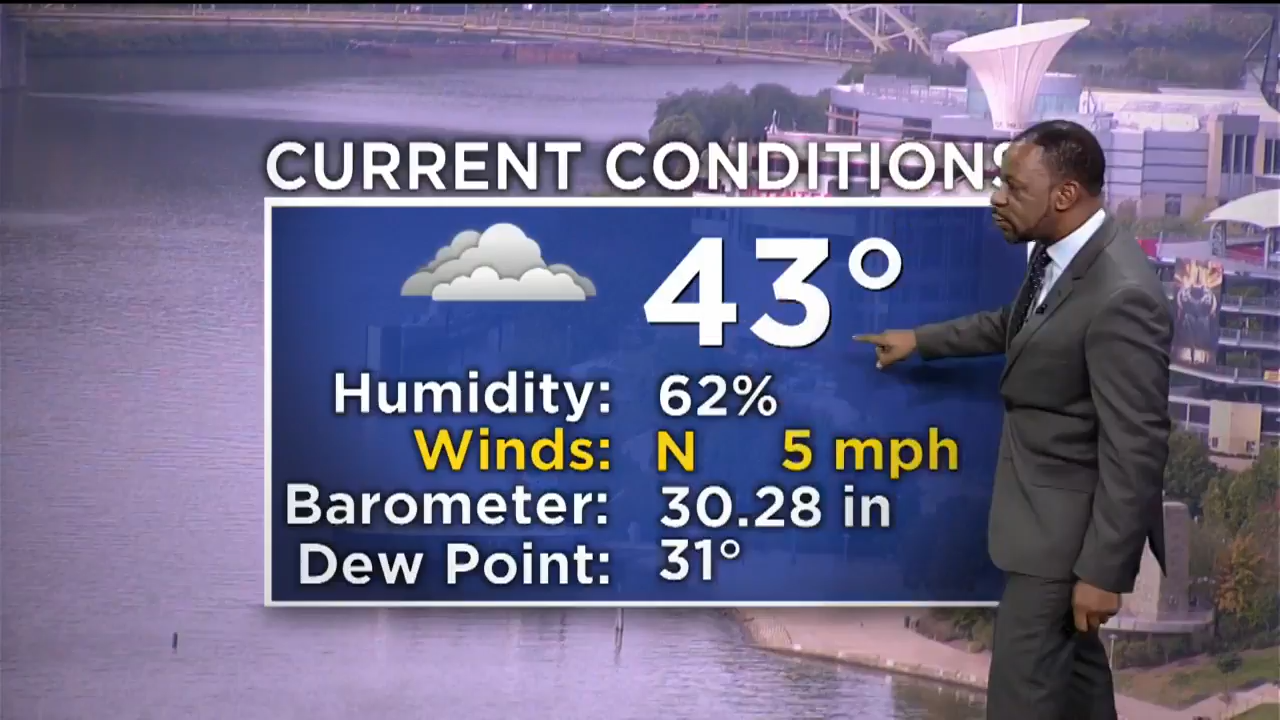 CURRENT CONDITIONS
43°
Humidity: 62%
Winds: N 5 mph
Barometer: 30.28 in
Dew Point: 31°